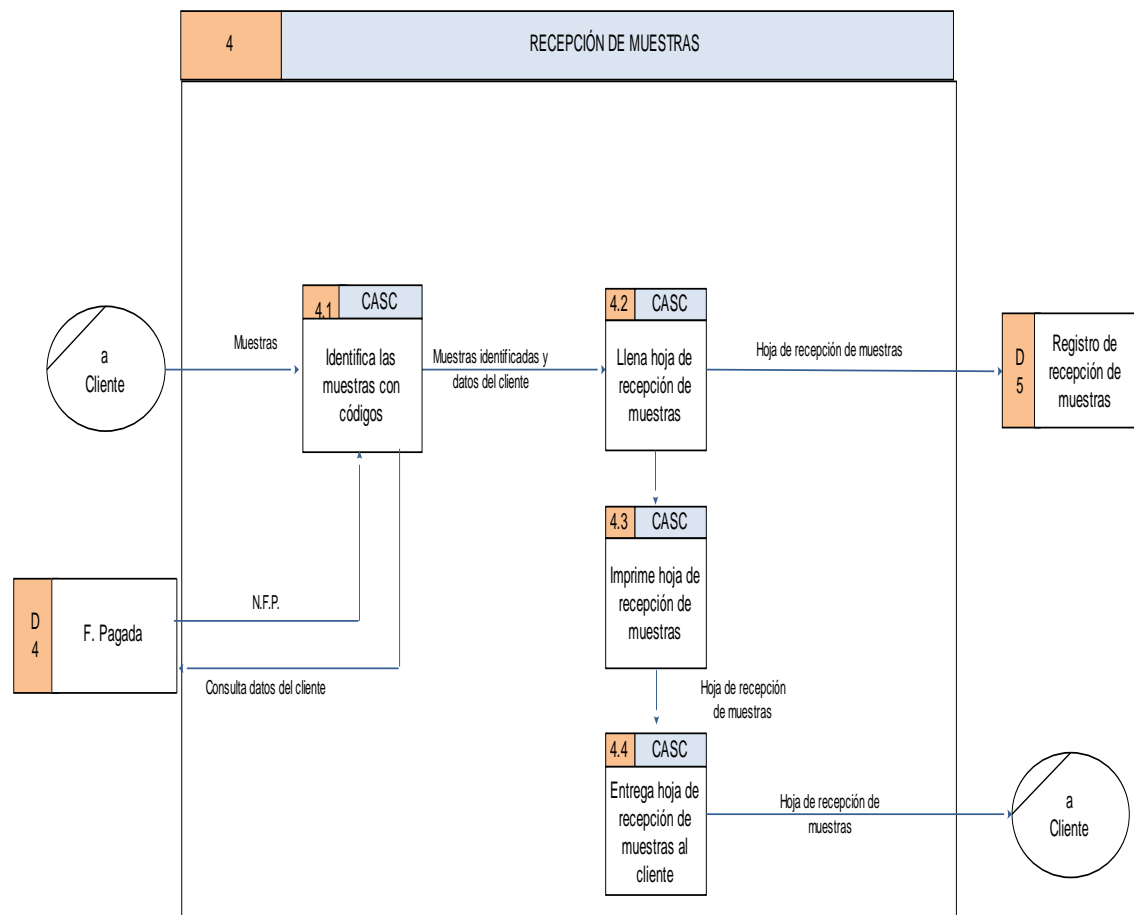 4
RECEPCIÓN DE MUESTRAS
4.1
CASC
Identifica las
muestras con
códigos
4.2
CASC
Llena hoja de
recepción de
muestras
a
Cliente
Muestras
Muestras identificadas y
datos del cliente
Hoja de recepción de muestras
D
5
Registro de
recepción de
muestras
4.3
CASC
Imprime hoja de
recepción de
muestras
D
4
F. Pagada
N.F.P.
Consulta datos del cliente
Hoja de recepción
de muestras
4.4
CASC
Entrega hoja de
recepción de
muestras al
cliente
Hoja de recepción de
muestras
a
Cliente